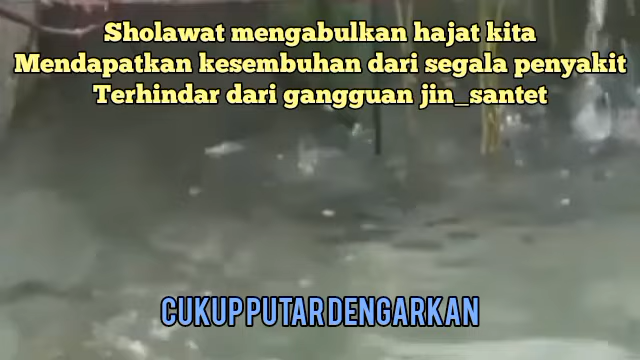 Sholawat mengabulkan hajat kita
Mendapatkan kesembuhan dari segala penyakit
Terhindar dari gangguan jin_santet
CUKUP PUTAR DENGARKAN